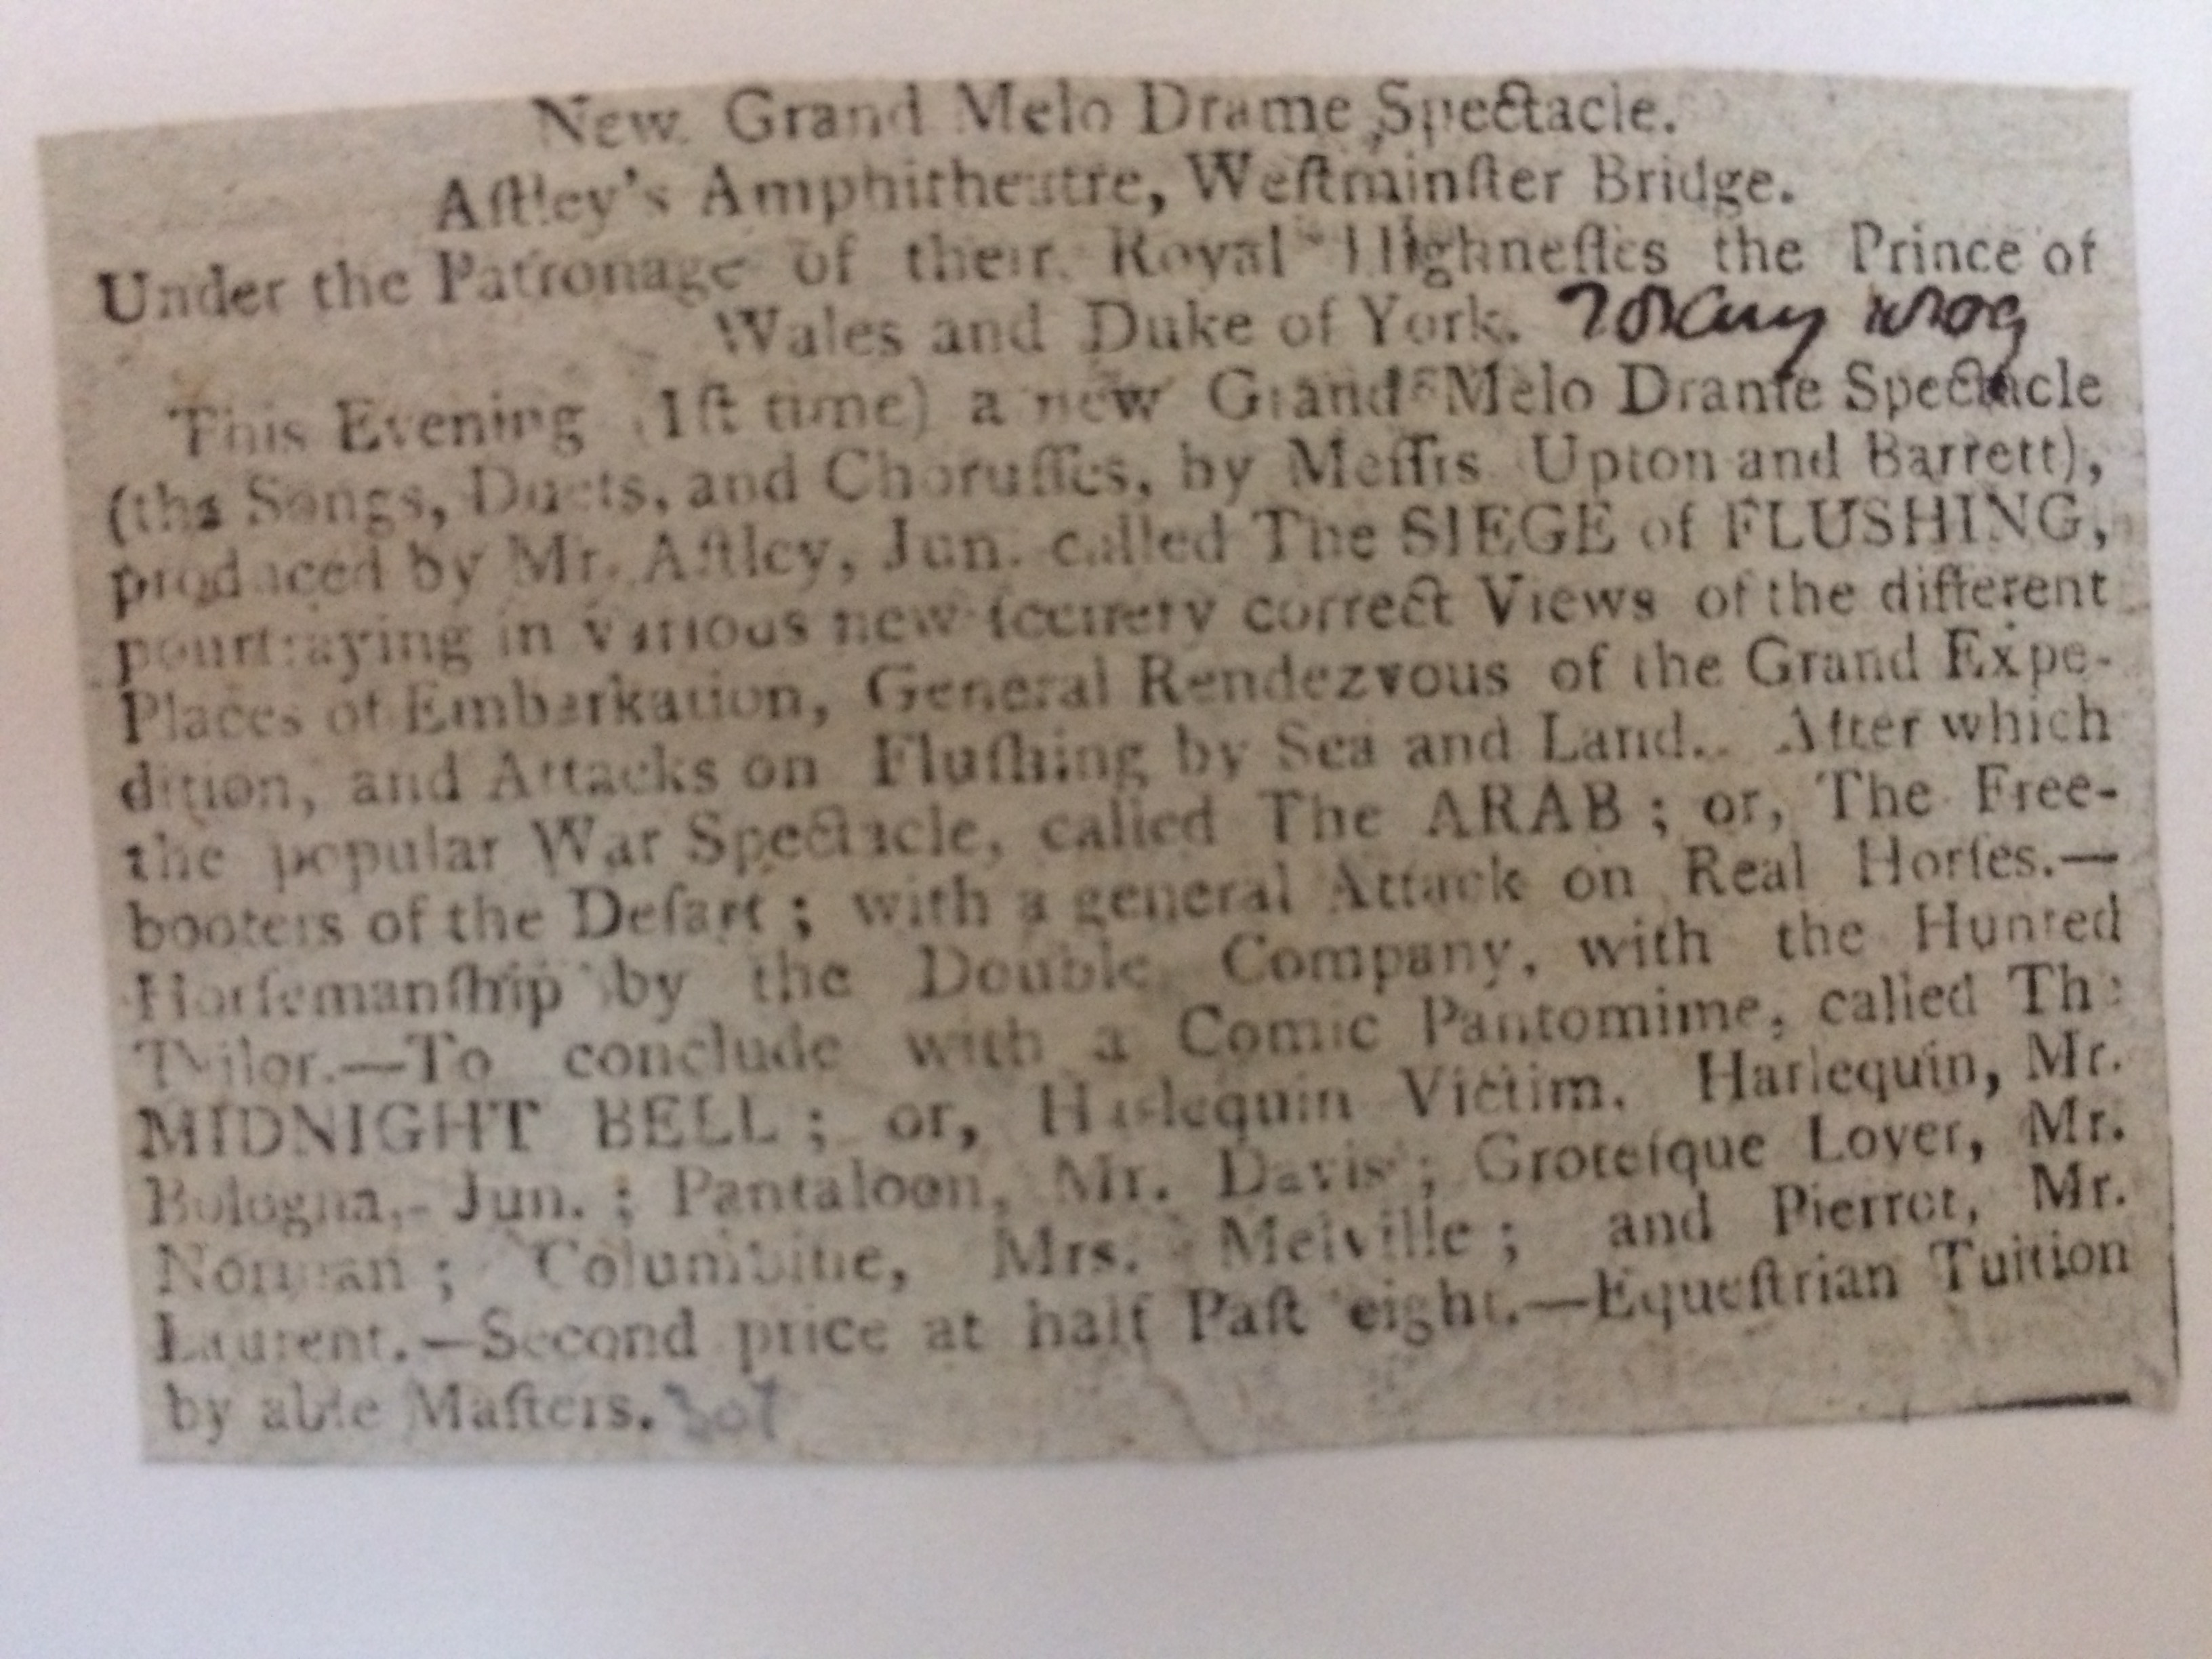 New Grand Melo Drame Spectacle.
Aſtley's Amphitheatre, Weſtminſter Bridge.
Under the Patronage of their Royal Highneſſes the Prince of
Wales and Duke of York.
This Evening (1ſt time) a new Grand Melo Drame Spectacle
(the Songs, Duets, and Choruſſes, by Meſſrs Upton and Barrett),
produced by Mr. Aſtley, Jun. called The SIEGE of FLUSHING,
pourtraying in various new ſcenery correct Views of the different
Places of Embarkation, General Rendezvous of the Grand Expe-
dition, and Attacks on Fluſhing by Sea and Land.. After which
the popular War Spectacle, called The ARAB; or, The Free-
booters of the Deſart; with a general Attack on Real Horſes.—
Horſemanſhip by the Double Company, with the Hunted
Tailor.—To conclude with a Comic Pantomime, called The
MIDNIGHT BELL; or, Harlequin Victim. Harlequin, Mr.
Bologna, Jun.; Pantaloon, Mr. Davis; Groteſque Lover, Mr.
Norman; Columbine, Mrs. Melville; and Pierrot, Mr.
Laurent.—Second price at half Paſt eight.—Equeſtrian Tuition
by able Maſters.